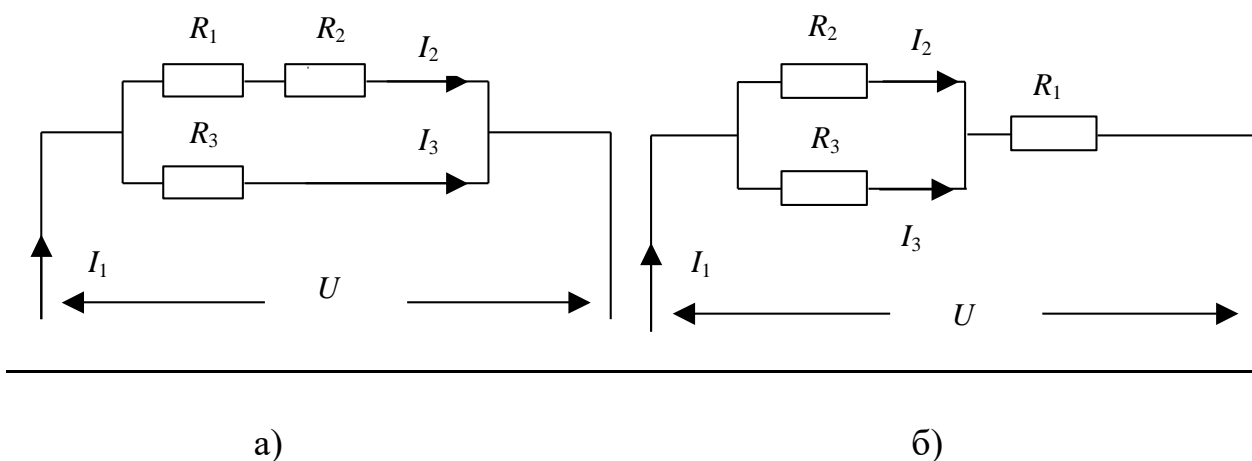 R1 R2 I2
R3 I3
I1 U
R2 I2
R1
R3
I3
I1 U
а) б)